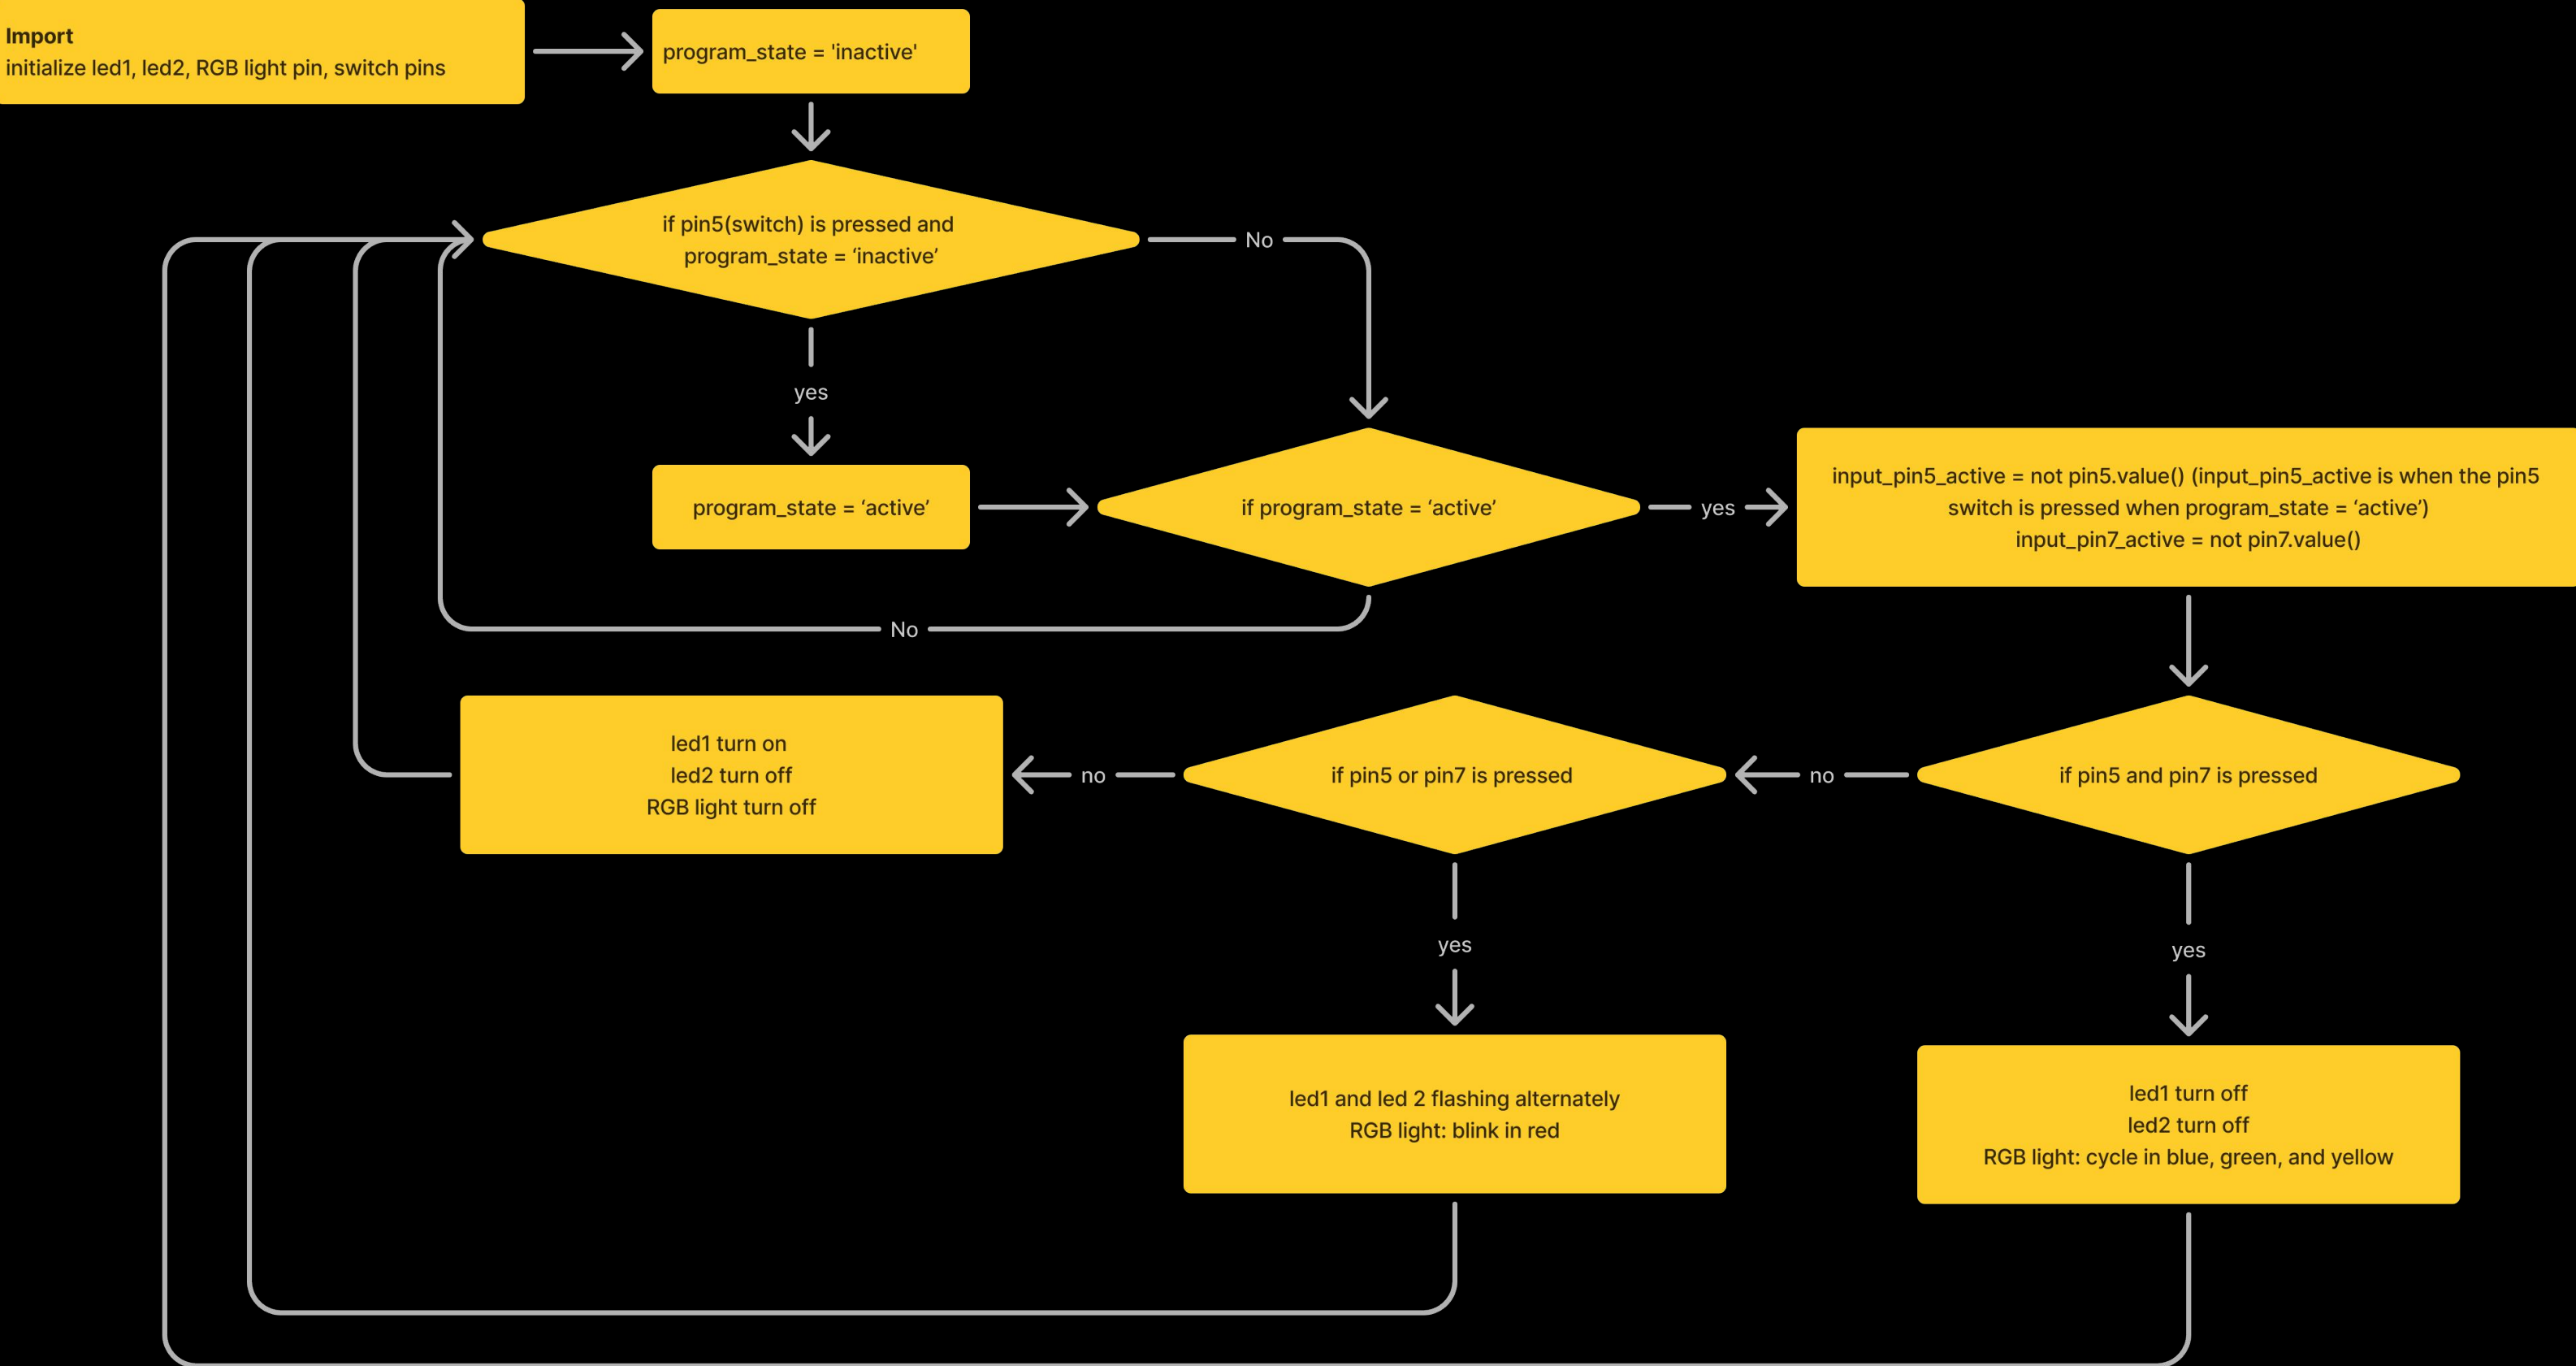 Import
initialize led1, led2, RGB light pin, switch pins
program_state = 'inactive'
if pin5(switch) is pressed and
program_state = ‘inactive’
No
yes
program_state = ‘active’
if program_state = ‘active’
yes
input_pin5_active = not pin5.value() (input_pin5_active is when the pin5
switch is pressed when program_state = ‘active’)
input_pin7_active = not pin7.value()
No
led1 turn on
led2 turn off
RGB light turn off
no
if pin5 or pin7 is pressed
no
if pin5 and pin7 is pressed
yes
yes
led1 and led 2 flashing alternately
RGB light: blink in red
led1 turn off
led2 turn off
RGB light: cycle in blue, green, and yellow